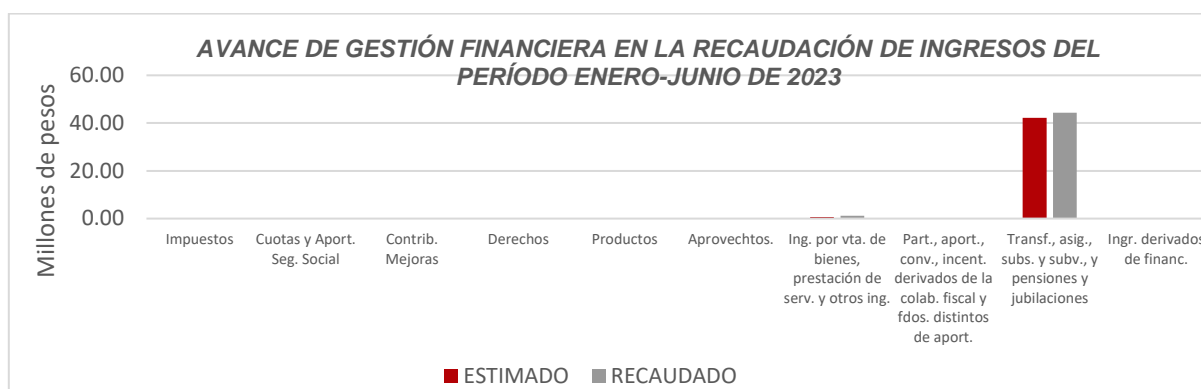 AVANCE DE GESTIÓN FINANCIERA EN LA RECAUDACIÓN DE INGRESOS DEL
PERÍODO ENERO-JUNIO DE 2023
Millones de pesos
60.00
40.00
20.00
0.00
Impuestos
Cuotas y Aport.
Seg. Social
Contrib.
Mejoras
Derechos
Productos
Aprovechtos.
Ing. por vta. de
bienes,
prestación de
serv. y otros ing.
Part., aport.,
conv., incent.
derivados de la
colab. fiscal y
fdos. distintos
de aport.
Transf., asig.,
subs. y subv., y
pensiones y
jubilaciones
Ingr. derivados
de financ.
ESTIMADO
RECAUDADO